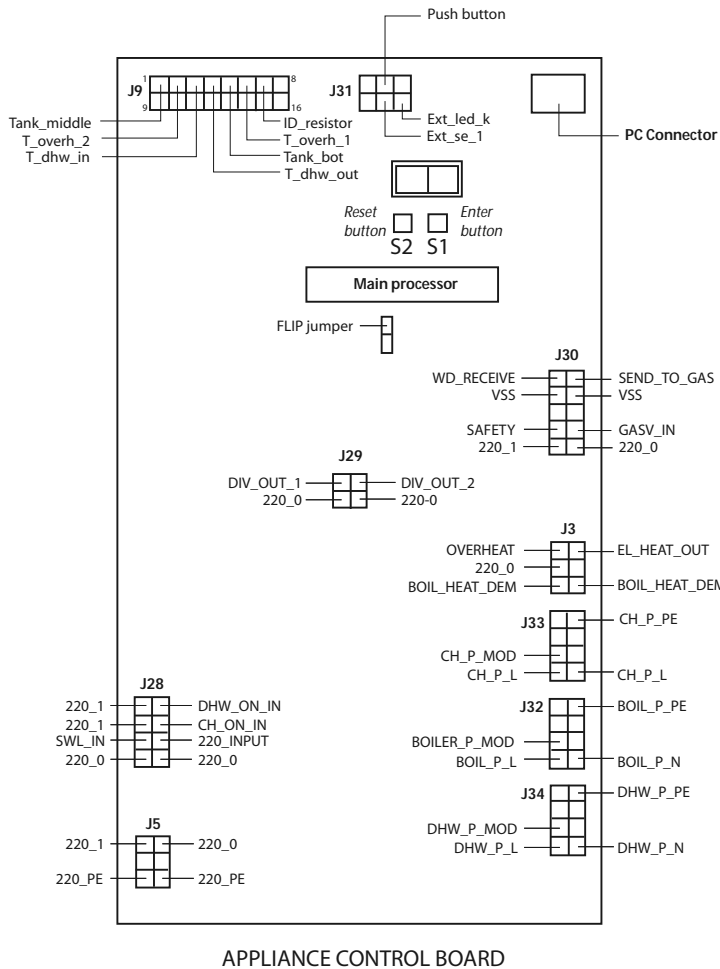 Push button
J9
1
8
9
16
J31
Tank_middle
T_overh_2
T_dhw_in
ID_resistor
T_overh_1
Tank_bot
T_dhw_out
Ext_led_k
Ext_se_1
PC Connector
Reset button
S2
S1
Enter button
Main processor
FLIP jumper
J30
WD_RECEIVE
SEND_TO_GAS
VSS
VSS
SAFETY
GASV_IN
220_1
220_0
J29
DIV_OUT_1
DIV_OUT_2
220_0
220-0
J3
OVERHEAT
EL_HEAT_OUT
220_0
BOIL_HEAT_DEM
BOIL_HEAT_DEM
J33
CH_P_PE
CH_P_MOD
CH_P_L
CH_P_L
J28
220_1
DHW_ON_IN
220_1
CH_ON_IN
SWL_IN
220_INPUT
220_0
220_0
J32
BOIL_P_PE
BOILER_P_MOD
BOIL_P_L
BOIL_P_N
J34
DHW_P_PE
DHW_P_MOD
DHW_P_L
DHW_P_N
J5
220_1
220_0
220_PE
220_PE
APPLIANCE CONTROL BOARD